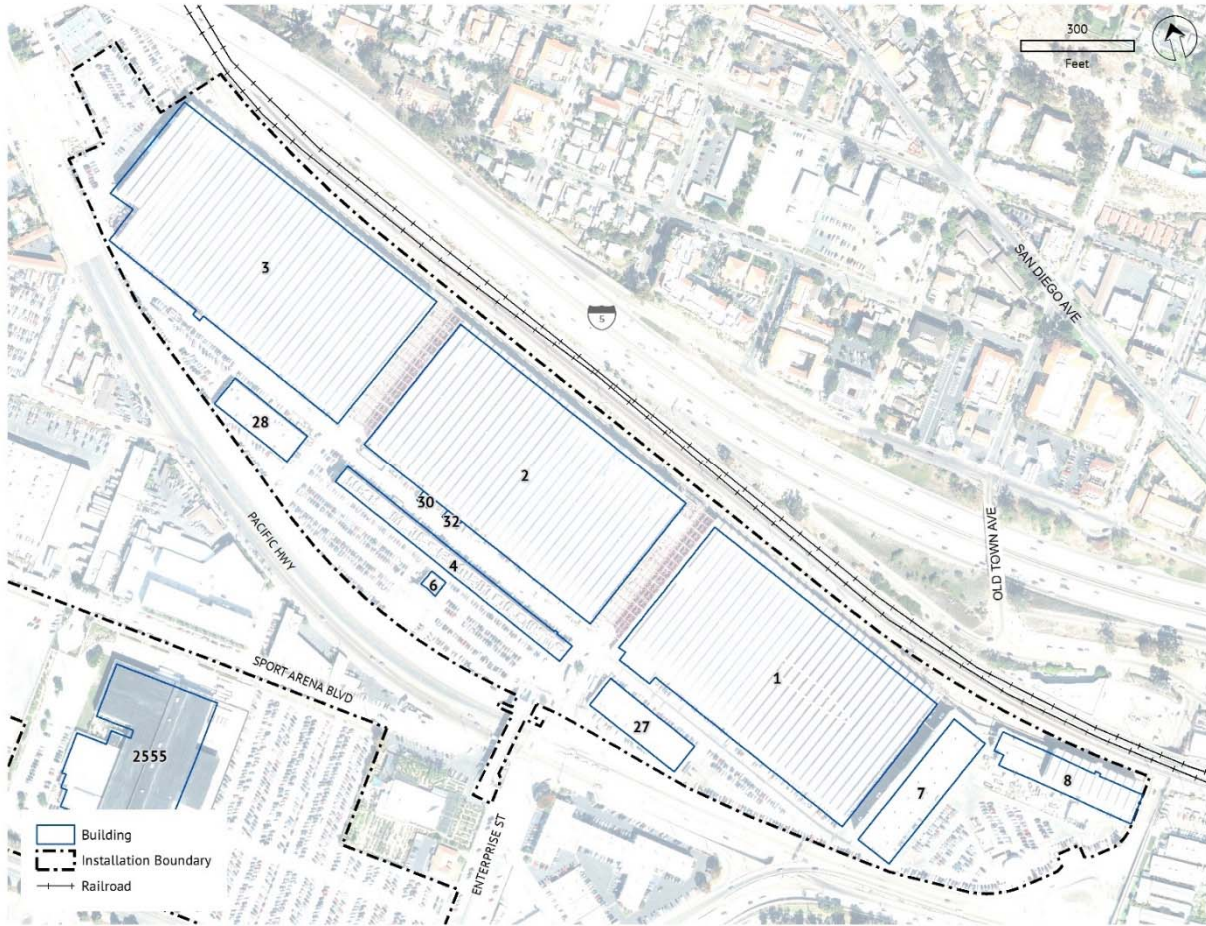 300
Feet
3
SAN DIEGO AVE
5
28
2
30
32
4
PACIFIC HWY
6
OLD TOWN AVE
SPORT ARENA BLVD
1
27
2555
7
8
ENTERPRISE ST
Building
Installation Boundary
Railroad